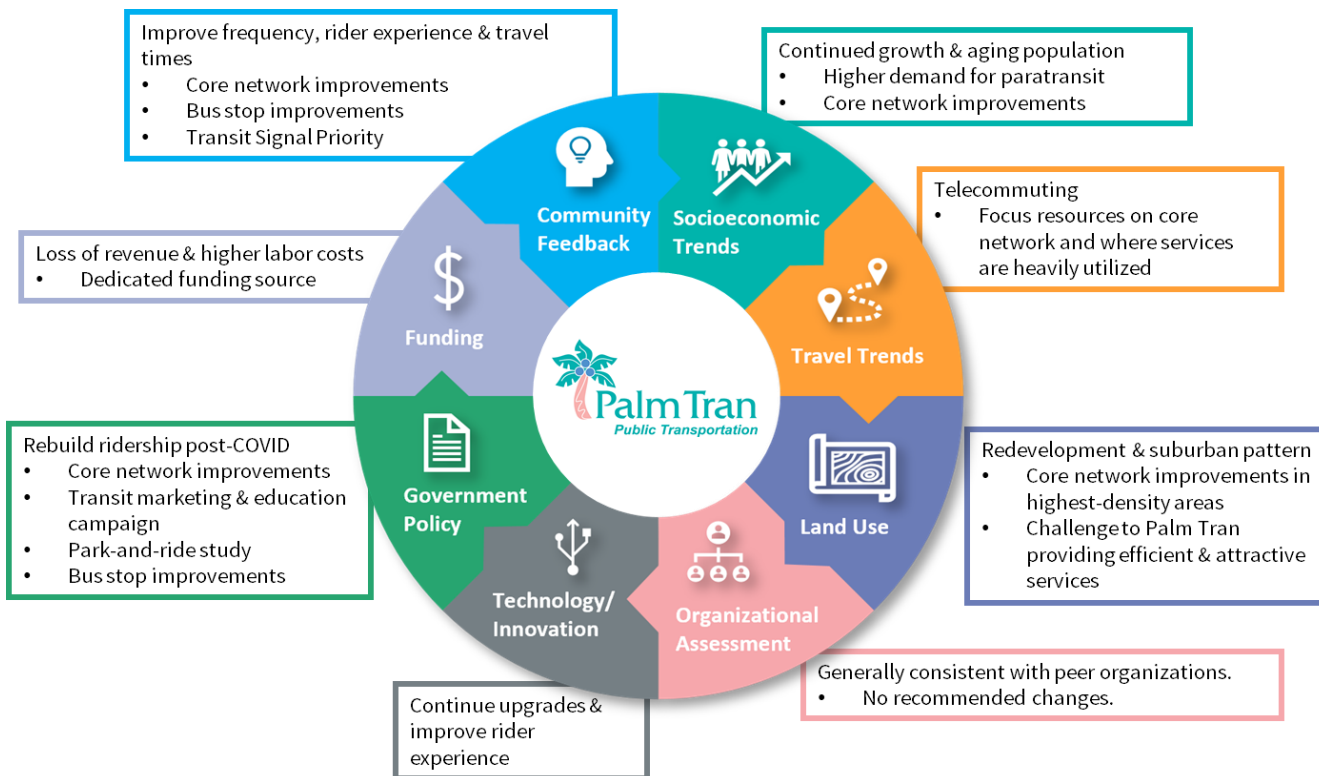 Improve frequency, rider experience & travel
times
• Core network improvements
• Bus stop improvements
• Transit Signal Priority
Continued growth & aging population
• Higher demand for paratransit
• Core network improvements
Telecommuting
• Focus resources on core
network and where services
are heavily utilized
Loss of revenue & higher labor costs
• Dedicated funding source
Community
Feedback
Socioeconomic
Trends
Funding
Travel Trends
PalmTran
Public Transportation
Rebuild ridership post-COVID
• Core network improvements
• Transit marketing & education
campaign
• Park-and-ride study
• Bus stop improvements
Government
Policy
Land Use
Redevelopment & suburban pattern
• Core network improvements in
highest-density areas
• Challenge to Palm Tran
providing efficient & attractive
services
Technology/
Innovation
Organizational
Assessment
Generally consistent with peer organizations.
• No recommended changes.
Continue upgrades &
improve rider
experience